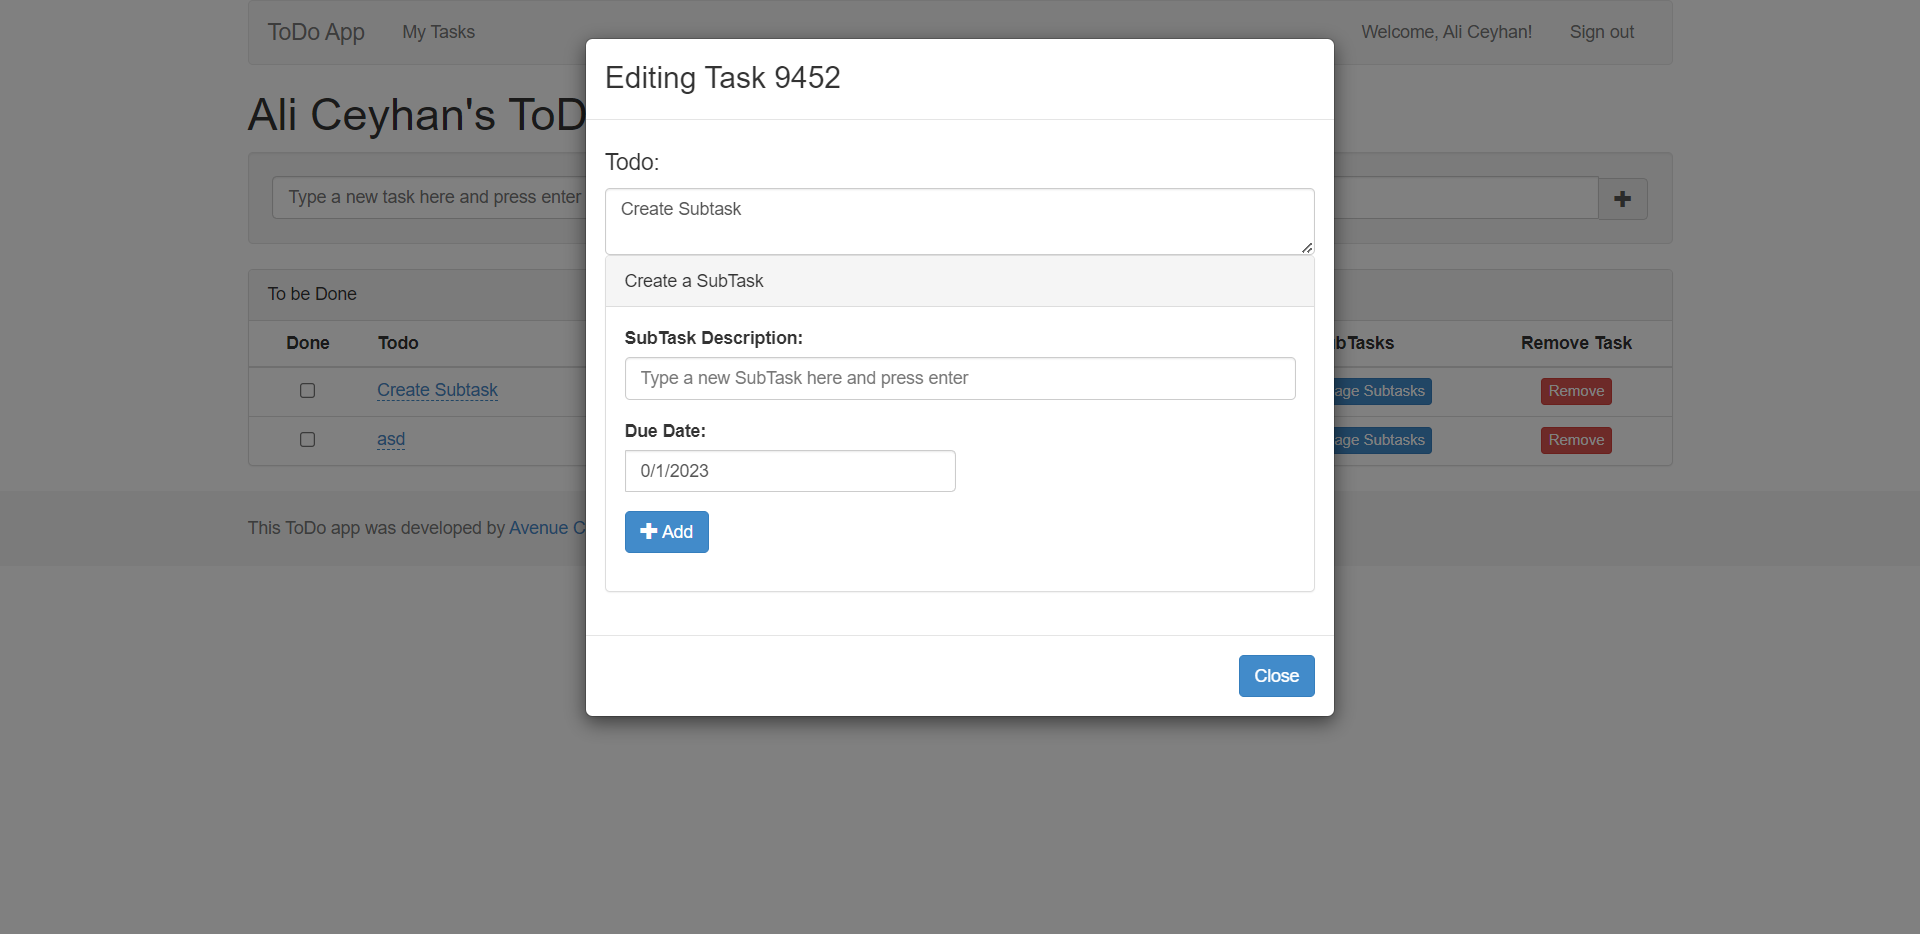 ToDo App My Tasks Welcome, Ali Ceyhan! Sign out
Editing Task 9452
Ali Ceyhan's ToD
Todo:
Type a new task here and press enter
Create Subtask
Create a SubTask
To be Done
SubTask Description:
Done Todo bTasks Remove Task
Type a new SubTask here and press enter
Create Subtask age Subtasks Remove
Due Date:
asd age Subtasks Remove
0/1/2023
This ToDo app was developed by Avenue C
Add
Close